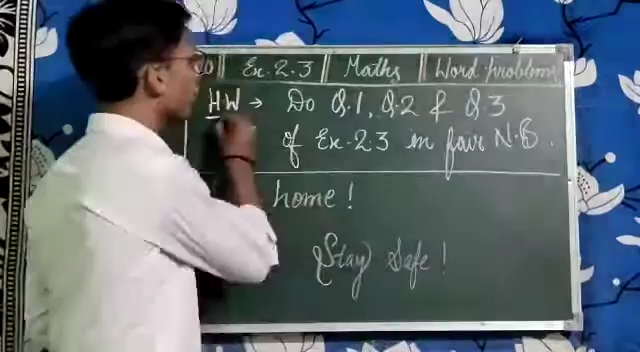 Ex. 2.3 Maths Word problems
HW → Do Q.1, Q.2 & Q.3
of Ex. 2.3 in fair N.B.
home!
Stay Safe!